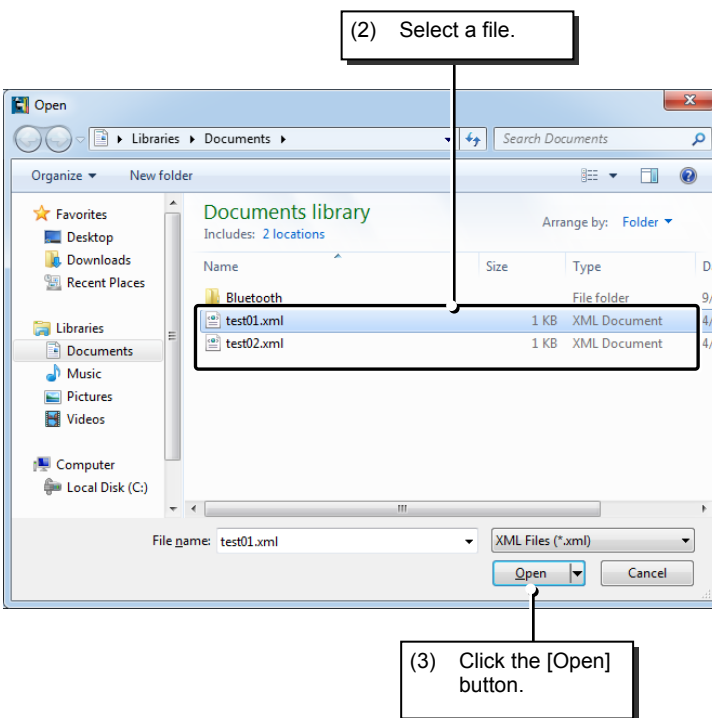 (2) Select a file.
Open
Libraries Documents
Search Documents
Organize New folder
Favorites
Desktop
Downloads
Recent Places
Libraries
Documents
Music
Pictures
Videos
Computer
Local Disk (C:)
Documents library
Includes: 2 locations
Arrange by: Folder
Name Size Type D
Bluetooth File folder 9/
test01.xml 1 KB XML Document 4/
test02.xml 1 KB XML Document 4/
File name: test01.xml XML Files (*.xml)
Open Cancel
(3) Click the [Open]
button.